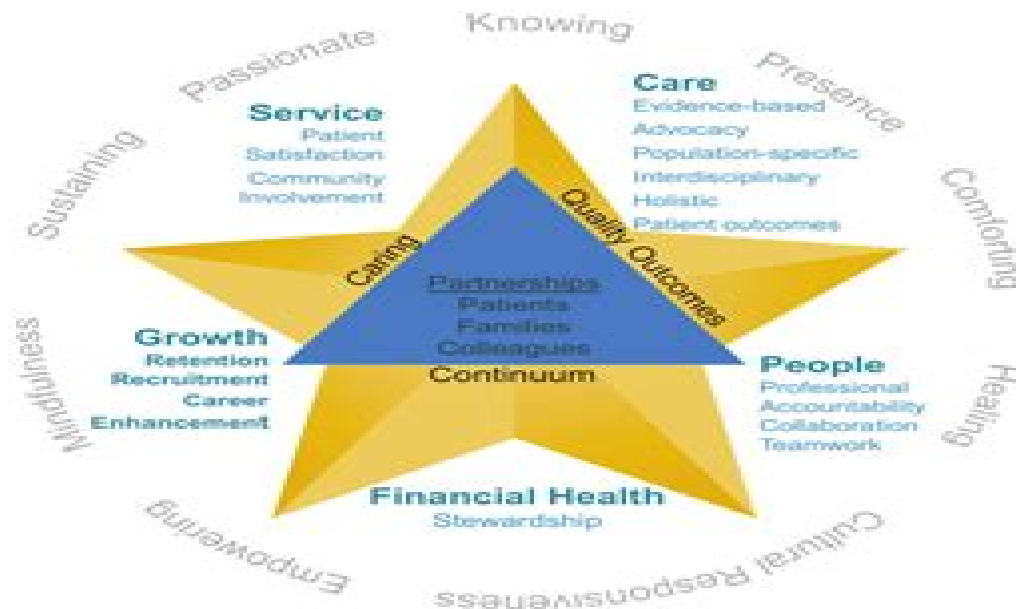 Knowing
Passionate
Presence
Sustaining
Comforting
Mindfulness
Healing
Empowering
Cultural Responsiveness
Service
Patient
Satisfaction
Community
Involvement
Care
Evidence-based
Advocacy
Population-specific
Interdisciplinary
Holistic
Patient outcomes
Caring
Quality Outcomes
Partnerships
Patients
Families
Colleagues
Continuum
Growth
Retention
Recruitment
Career
Enhancement
People
Professional
Accountability
Collaboration
Teamwork
Financial Health
Stewardship